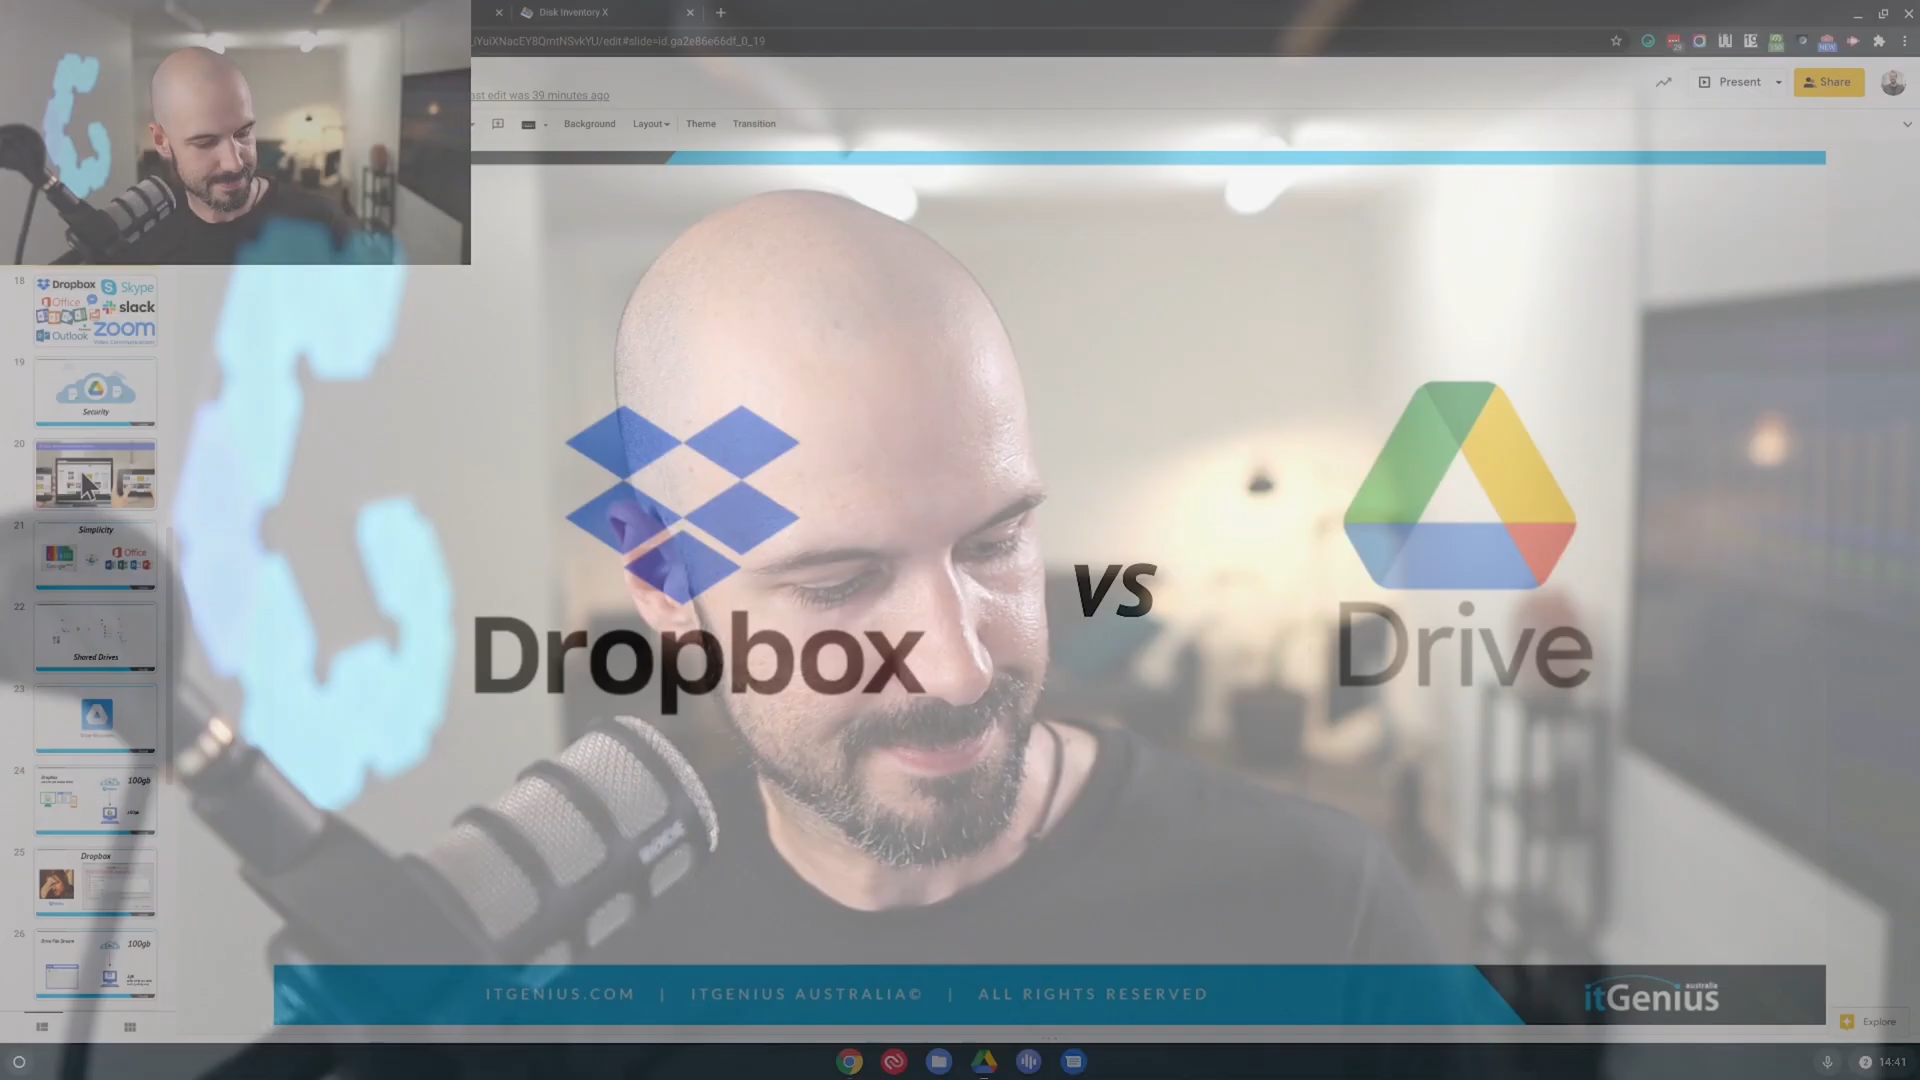 Disk Inventory X
iYuiXNacEY8QmtNSvkYU/edit#slide=id.ga2e86e66df_0_19
ast edit was 39 minutes ago
Present
Share
Background
Layout
Theme
Transition
18
Dropbox
Skype
Office
slack
Outlook
zoom
19
Security
20
21
Simplicity
Office
22
Shared Drives
23
24
100gb
25
Dropbox
26
100gb
Dropbox
vs
Drive
RODE
ITGENIUS.COM | ITGENIUS AUSTRALIA© | ALL RIGHTS RESERVED
itGenius
australia
Explore
14:41